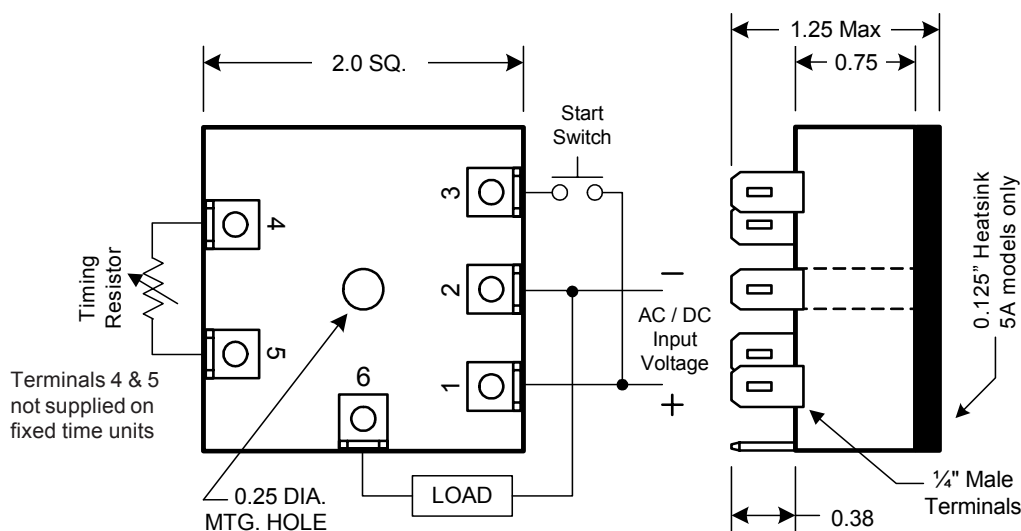 2.0 SQ.
1.25 Max
0.75
Start
Switch
3
4
2
5
1
6
Timing
Resistor
Terminals 4 & 5
not supplied on
fixed time units
−
AC / DC
Input
Voltage
+
LOAD
0.25 DIA.
MTG. HOLE
0.125" Heatsink
5A models only
¼" Male
Terminals
0.38